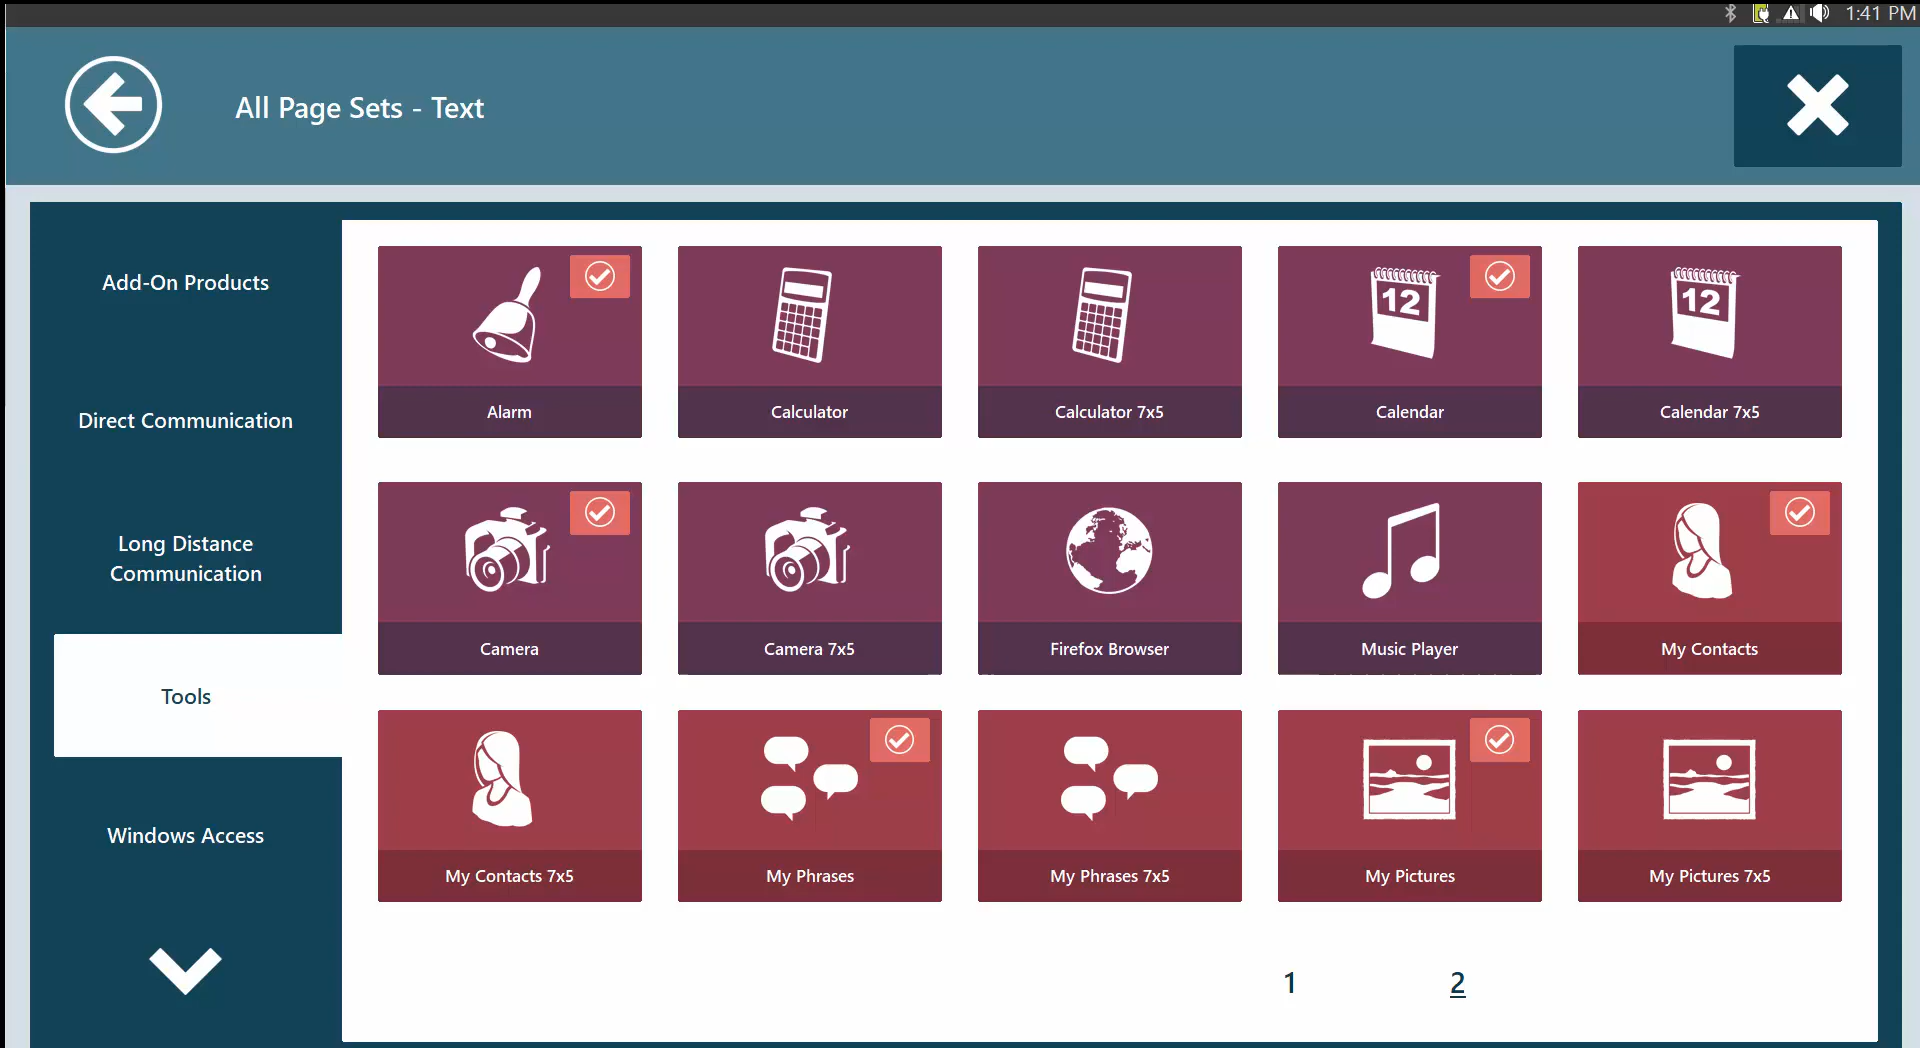 1:41 PM
All Page Sets - Text
Add-On Products
Direct Communication
Long Distance
Communication
Tools
Windows Access
12
12
Alarm
Calculator
Calculator 7x5
Calendar
Calendar 7x5
Camera
Camera 7x5
Firefox Browser
Music Player
My Contacts
My Contacts 7x5
My Phrases
My Phrases 7x5
My Pictures
My Pictures 7x5
1
2